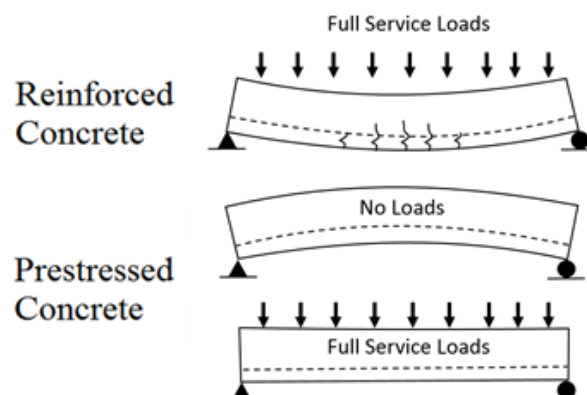 Full Service Loads
Reinforced
Concrete
No Loads
Prestressed
Concrete
Full Service Loads